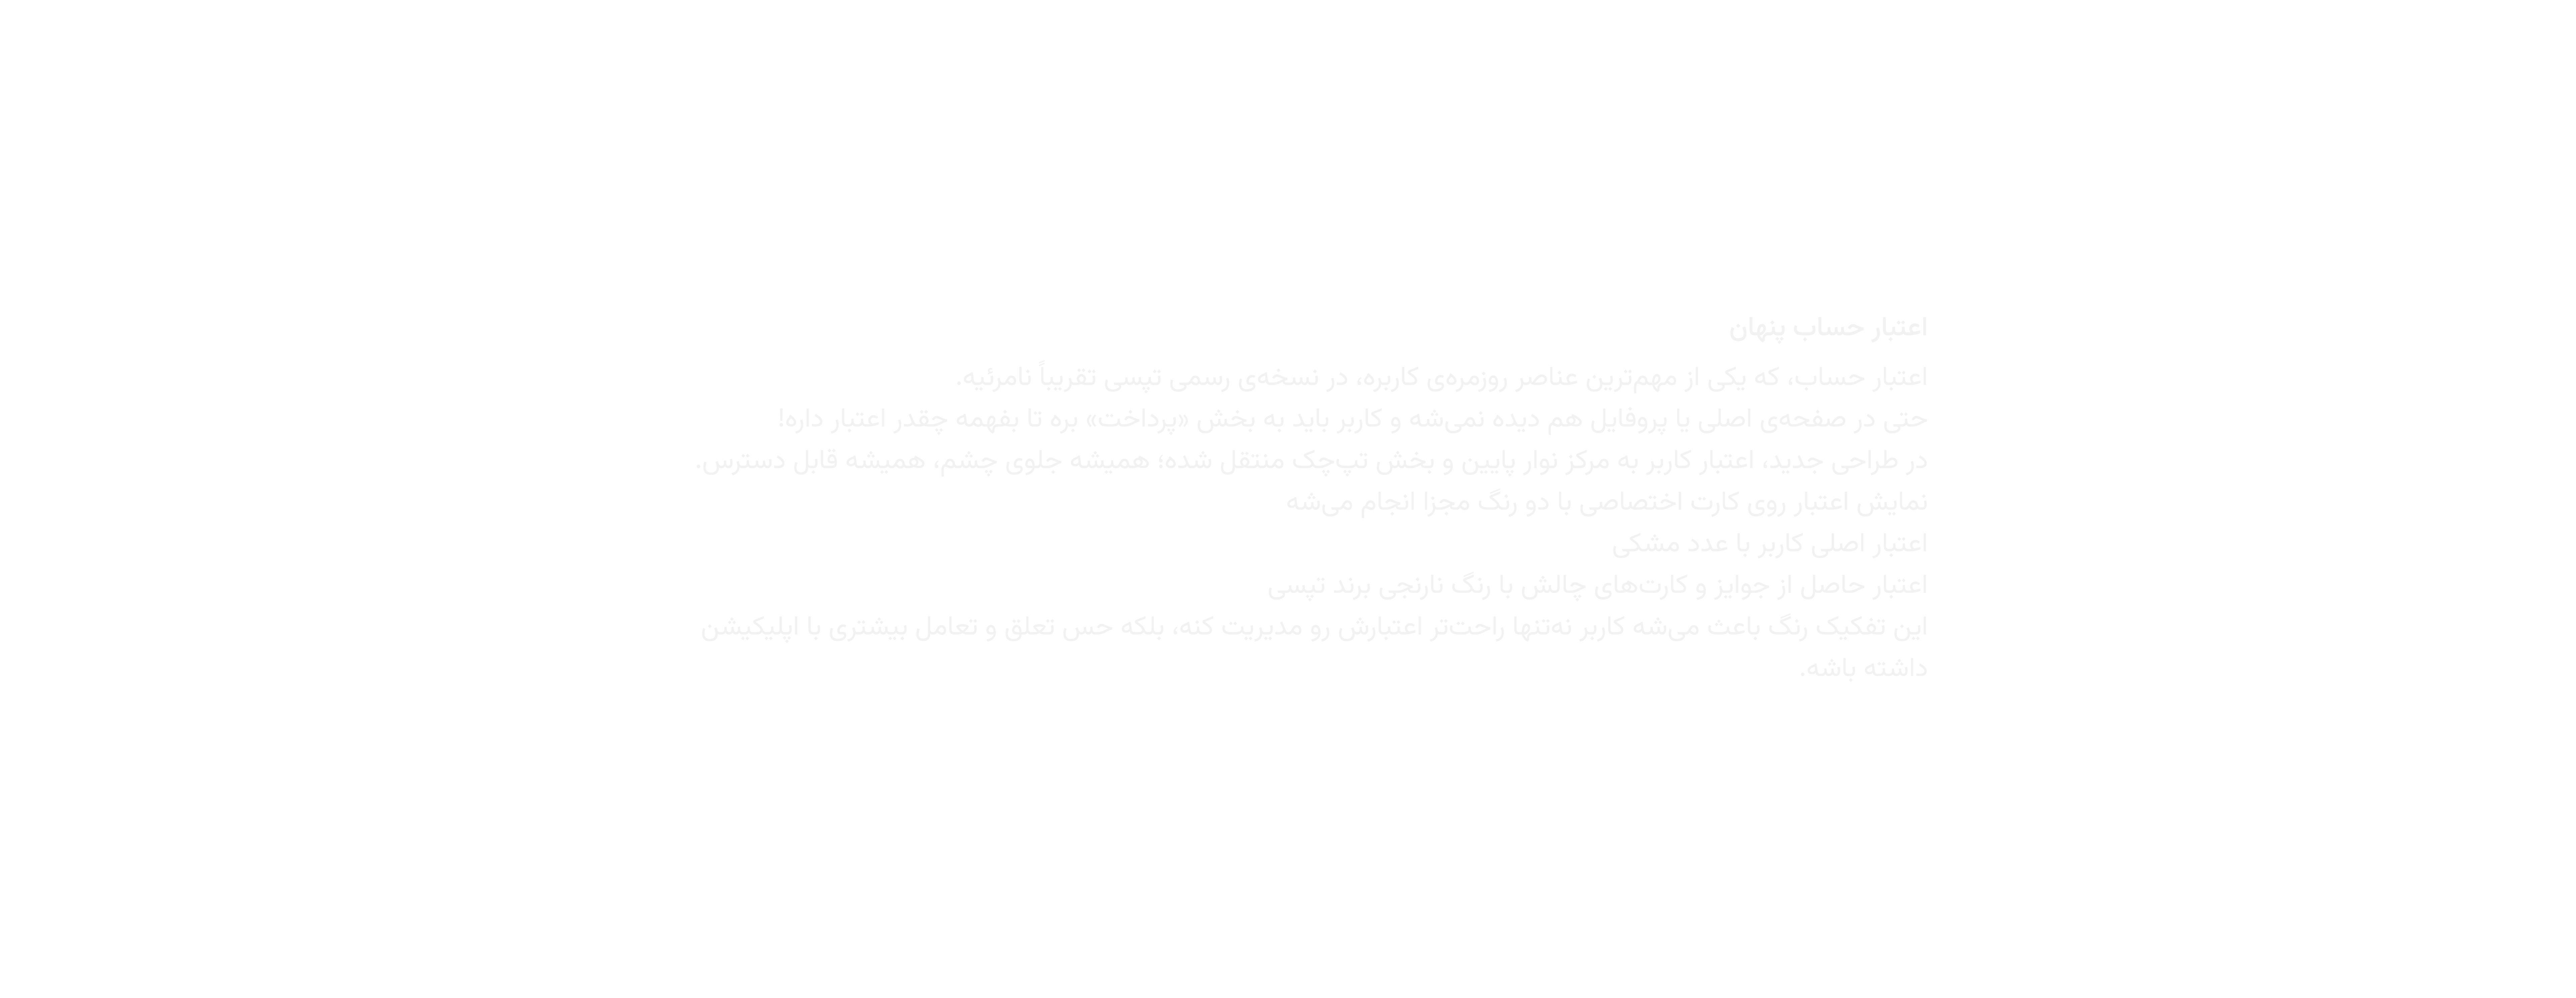 اعتبار حساب پنهان
اعتبار حساب، که یکی از مهم‌ترین عناصر روزمره‌ی کاربره، در نسخه‌ی رسمی تپسی تقریباً نامرئیه.
حتی در صفحه‌ی اصلی یا پروفایل هم دیده نمی‌شه و کاربر باید به بخش «پرداخت» بره تا بفهمه چقدر اعتبار داره!
در طراحی جدید، اعتبار کاربر به مرکز نوار پایین و بخش تپ‌چک منتقل شده؛ همیشه جلوی چشم، همیشه قابل دسترس.
نمایش اعتبار روی کارت اختصاصی با دو رنگ مجزا انجام می‌شه
اعتبار اصلی کاربر با عدد مشکی
اعتبار حاصل از جوایز و کارت‌های چالش با رنگ نارنجی برند تپسی
این تفکیک رنگ باعث می‌شه کاربر نه‌تنها راحت‌تر اعتبارش رو مدیریت کنه، بلکه حس تعلق و تعامل بیشتری با اپلیکیشن
داشته باشه.